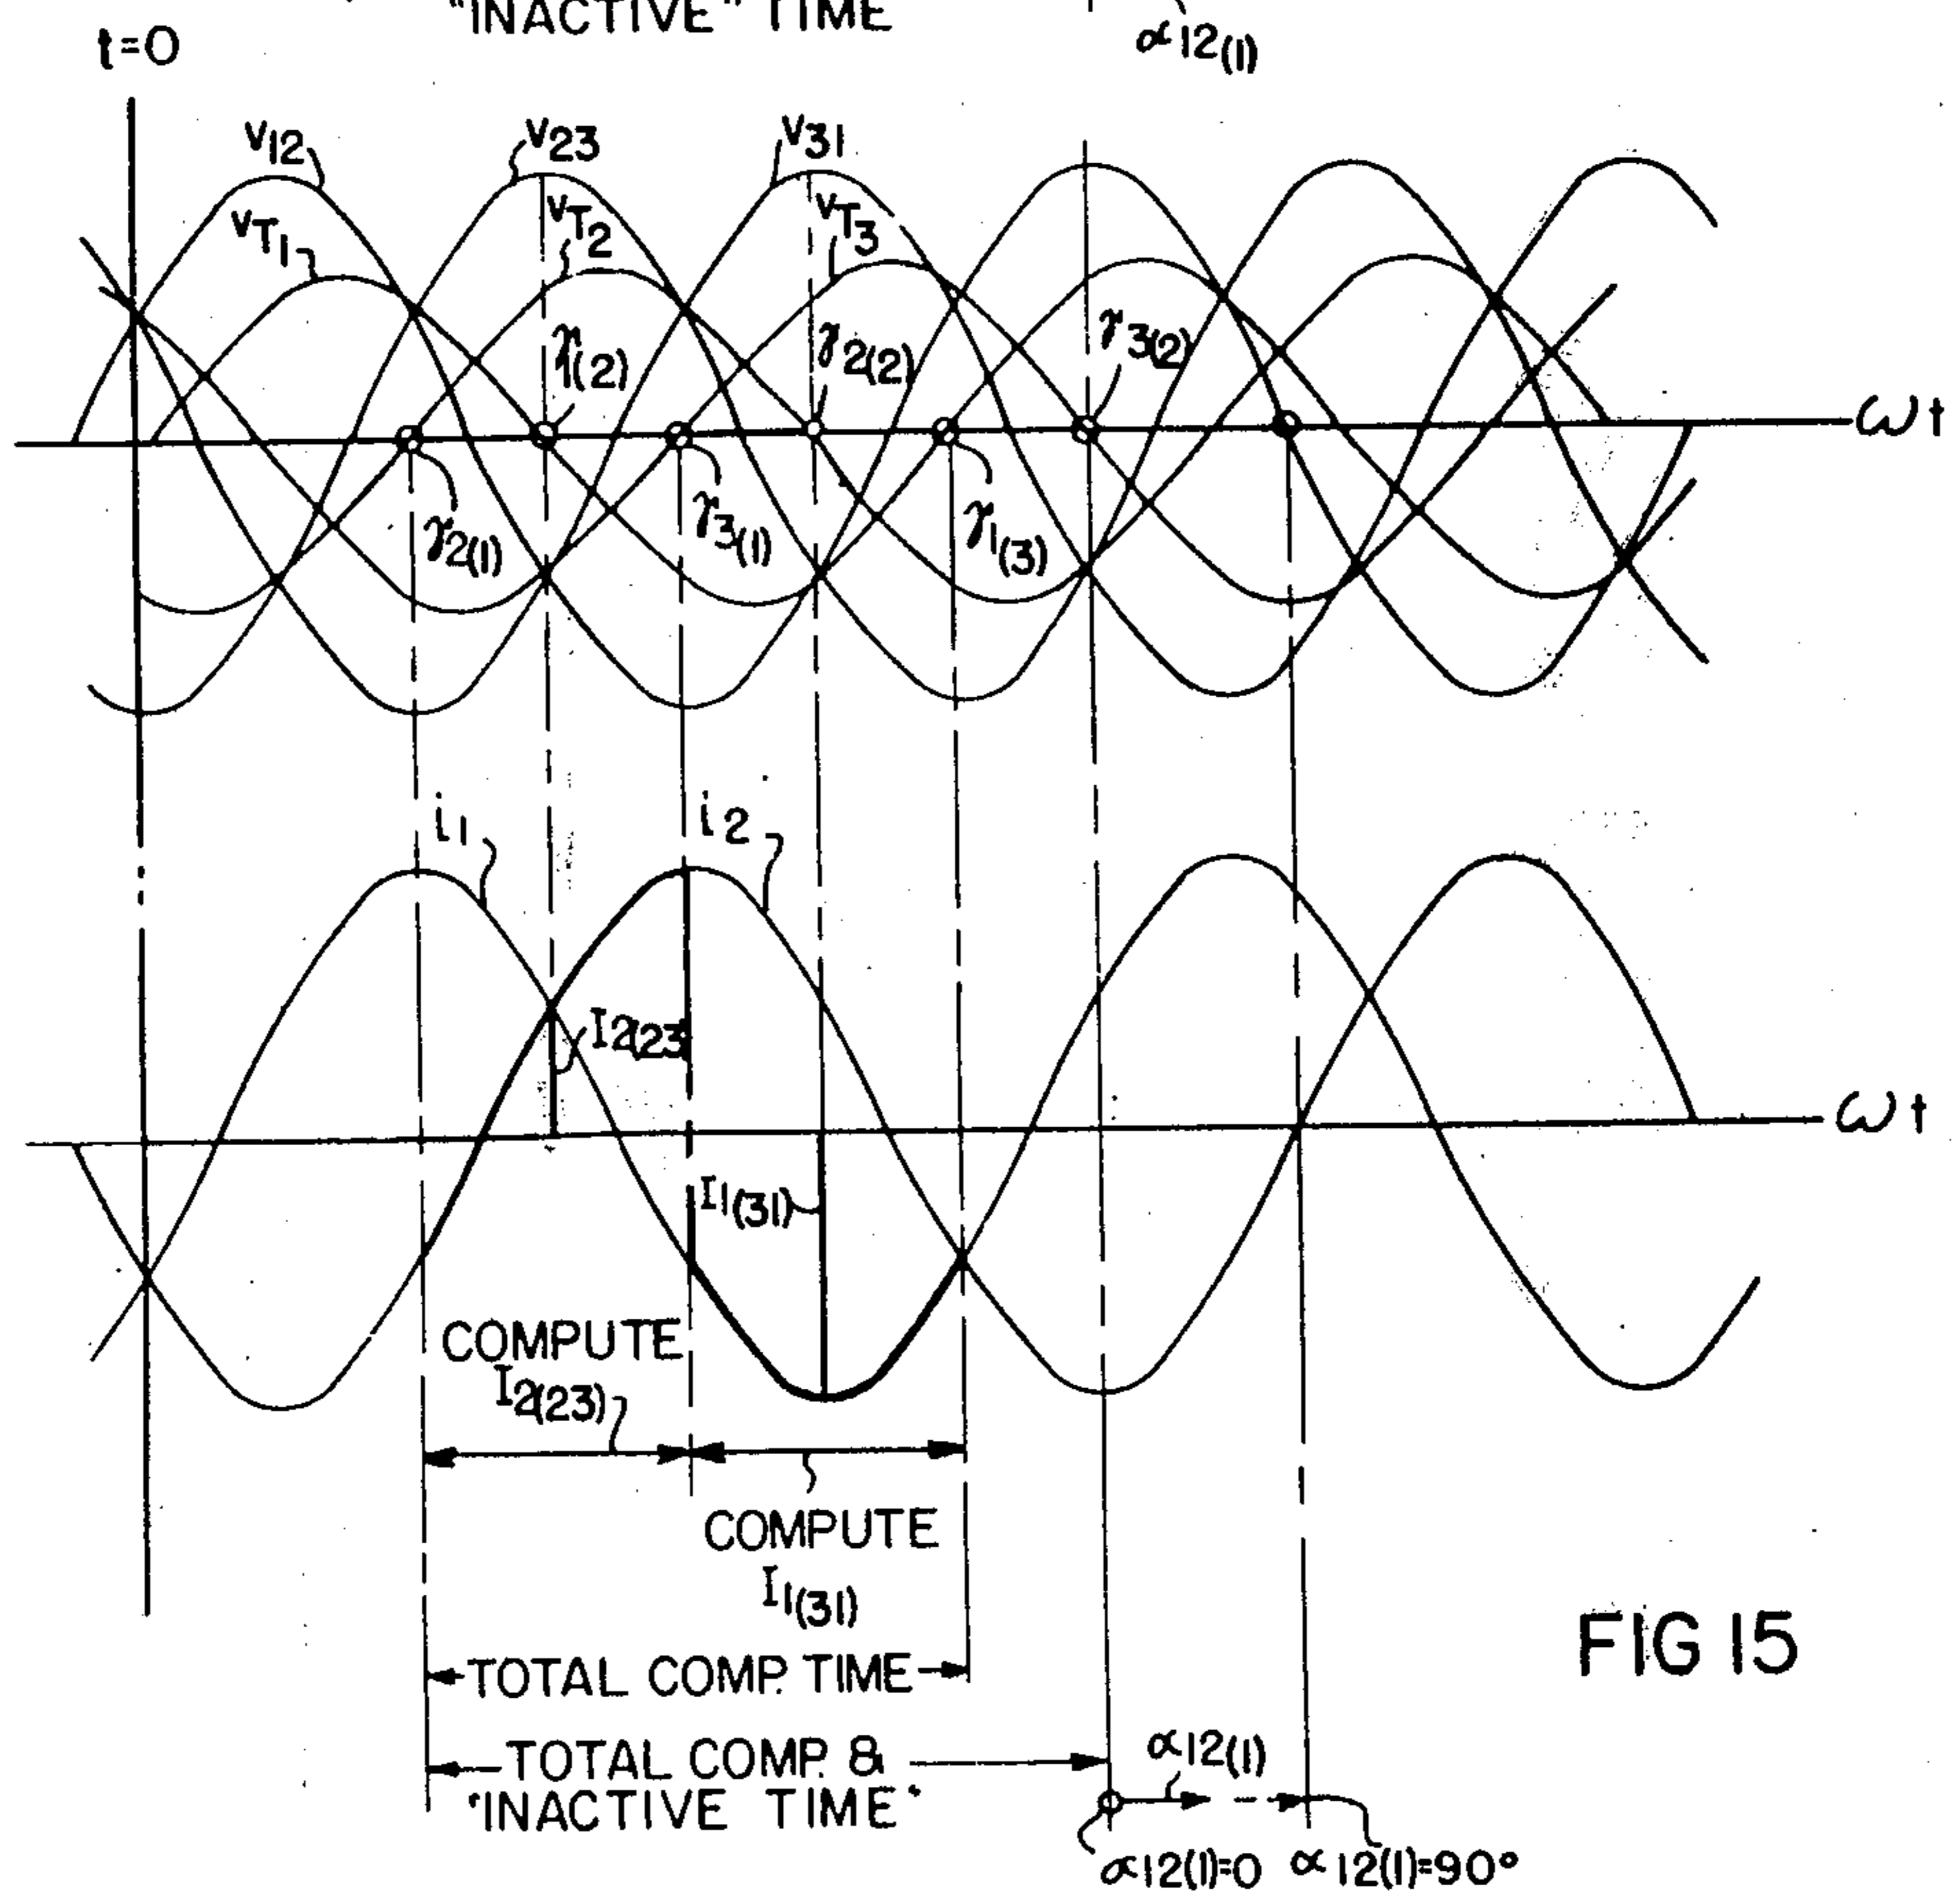 "INACTIVE" TIME
α12(1)
t=0
v12
v23
v31
vT1
vT2
vT3
γ1(2)
γ2(2)
γ3(2)
ωt
γ2(1)
γ3(1)
γ1(3)
i1
i2
I2(23)
ωt
I1(31)
COMPUTE
I2(23)
COMPUTE
I1(31)
FIG 15
TOTAL COMP. TIME
TOTAL COMP. &
"INACTIVE TIME"
α12(1)
α12(1)=0 α12(1)=90°